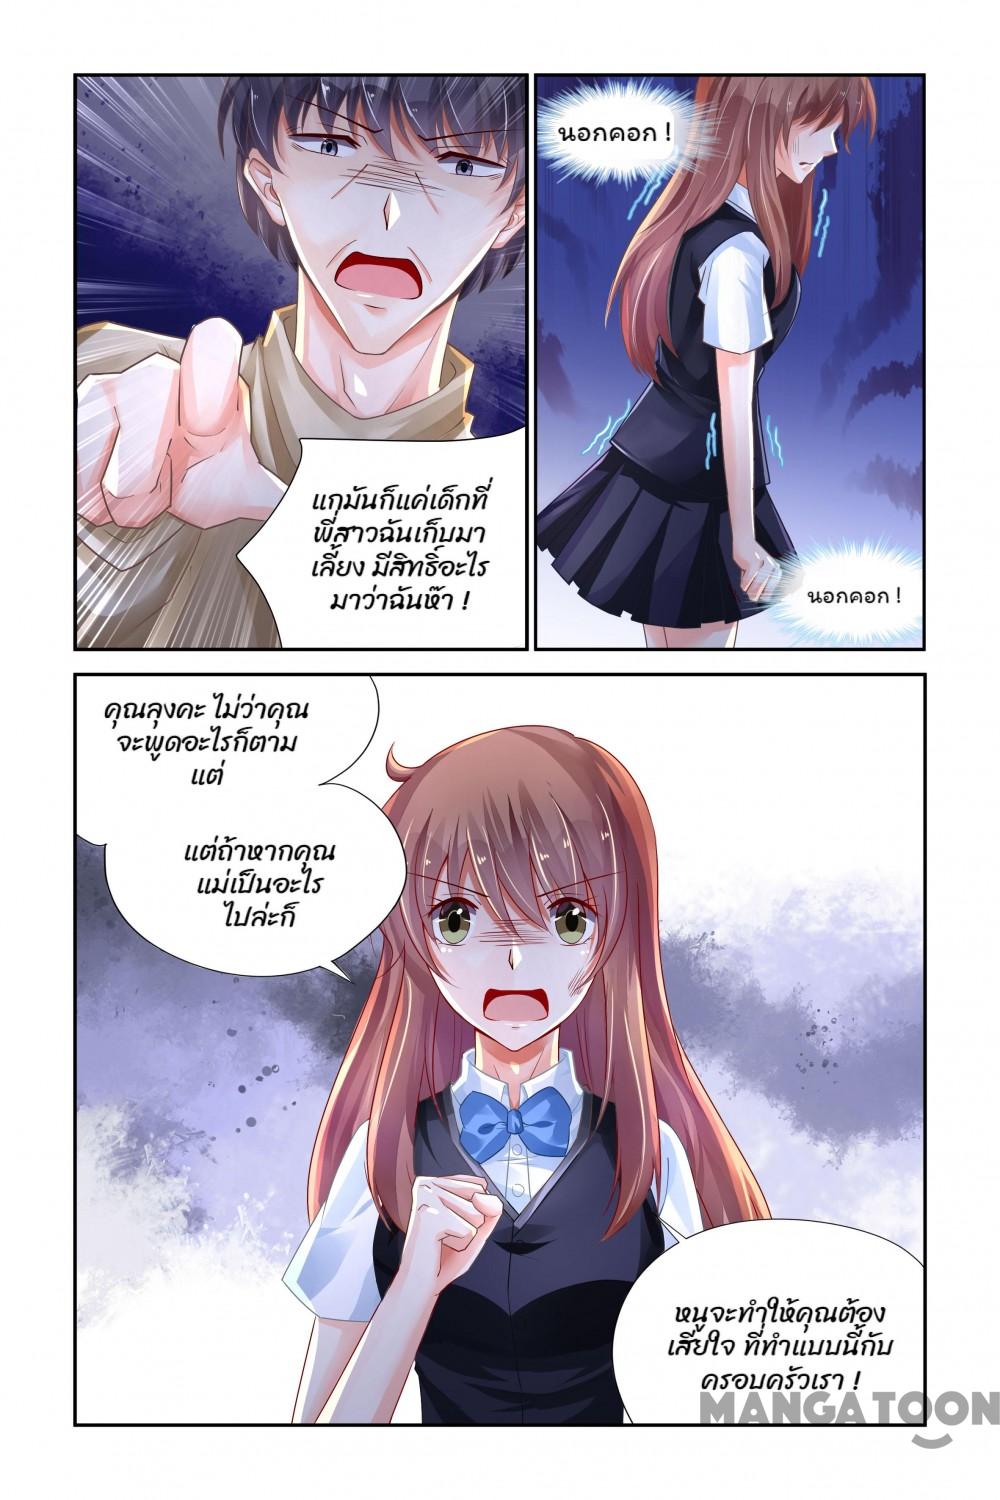 แกมันก็แค่เด็กที่
พี่สาวฉันเก็บมา
เลี้ยง มีสิทธิ์อะไร
มาว่าฉันห๊า !
นอกคอก !
นอกคอก !
คุณลุงคะ ไม่ว่าคุณ
จะพูดอะไรก็ตาม
แต่
แต่ถ้าหากคุณ
แม่เป็นอะไร
ไปล่ะก็
หนูจะทำให้คุณต้อง
เสียใจ ที่ทำแบบนี้กับ
ครอบครัวเรา !
MANGATOON